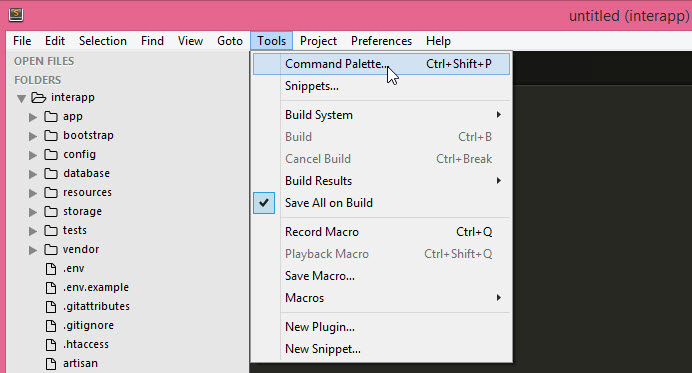 untitled (interapp)
File Edit Selection Find View Goto Tools Project Preferences Help
OPEN FILES
FOLDERS
interapp
app
bootstrap
config
database
resources
storage
tests
vendor
.env
.env.example
.gitattributes
.gitignore
.htaccess
artisan
Command Palette... Ctrl+Shift+P
Snippets...
Build System
Build Ctrl+B
Cancel Build Ctrl+Break
Build Results
Save All on Build
Record Macro Ctrl+Q
Playback Macro Ctrl+Shift+Q
Save Macro...
Macros
New Plugin...
New Snippet...